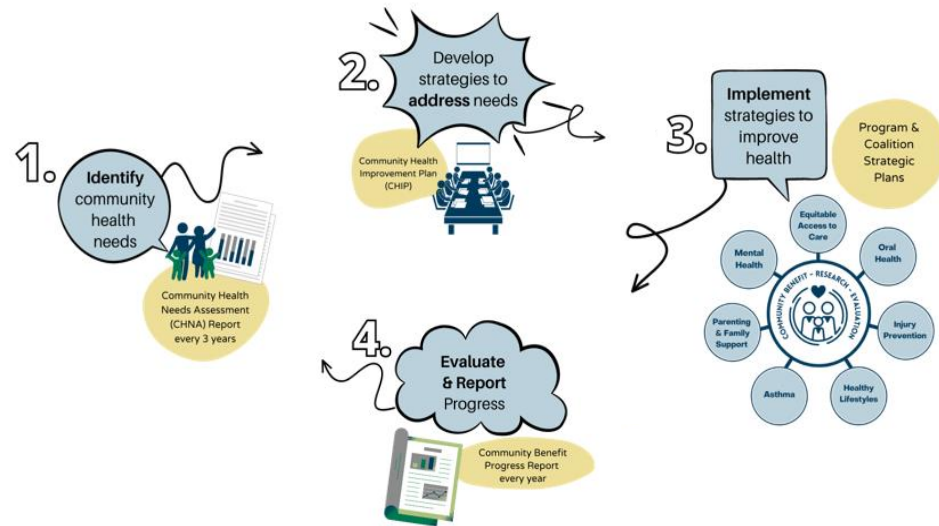 1.
Identify
community
health
needs
Community Health
Needs Assessment
(CHNA) Report
every 3 years
2.
Develop
strategies to
address needs
Community Health
Improvement Plan
(CHIP)
3.
Implement
strategies to
improve
health
Program &
Coalition
Strategic
Plans
Equitable
Access to
Care
Oral
Health
Injury
Prevention
Healthy
Lifestyles
Asthma
Parenting
& Family
Support
Mental
Health
COMMUNITY BENEFIT - RESEARCH - EVALUATION
4.
Evaluate
& Report
Progress
Community Benefit
Progress Report
every year